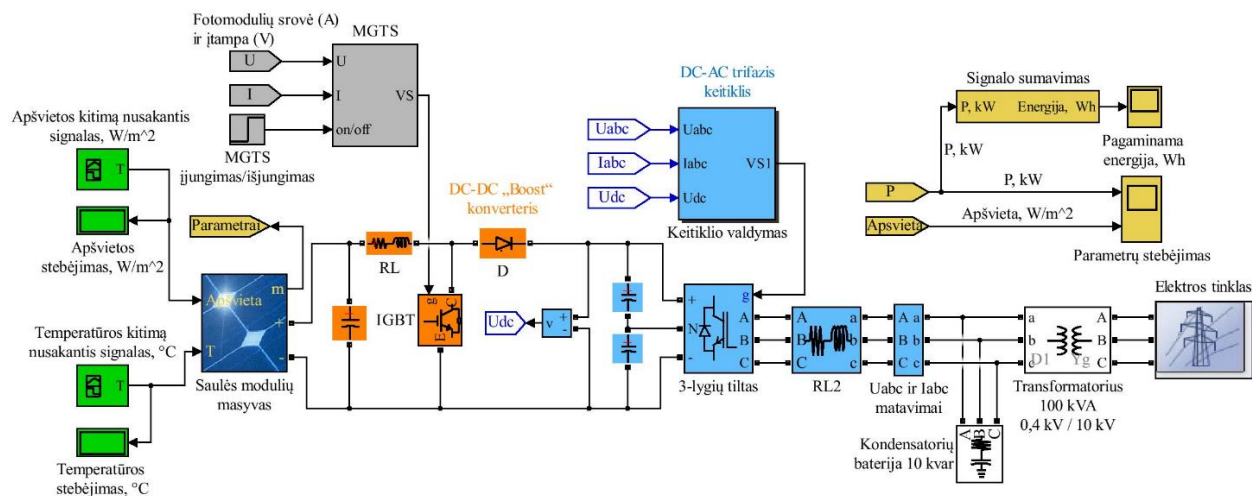 Fotomodulių srovė (A)
ir įtampa (V)
MGTS
U
I
U
I
on/off
VS
MGTS
įjungimas/išjungimas
Apšvietos kitimą nusakantis
signalas, W/m^2
T
Apšvietos
stebėjimas, W/m^2
Parametrai
Temperatūros kitimą
nusakantis signalas, °C
T
Temperatūros
stebėjimas, °C
Apšvieta
T
m
+
-
Saulės modulių
masyvas
DC-DC „Boost“
konverteris
RL
D
IGBT
g
C
E
+
+
Udc
v
+
-
DC-AC trifazis
keitiklis
Uabc
Iabc
Udc
Uabc
Iabc
Udc
VS1
Keitiklio valdymas
+
+
+
N
-
g
A
B
C
3-lygių tiltas
A
B
C
a
b
c
RL2
A
B
C
a
b
c
Uabc ir Iabc
matavimai
A
B
C
Kondensatorių
baterija 10 kvar
a
b
c
A
B
C
D1
Yg
Transformatorius
100 kVA
0,4 kV / 10 kV
Elektros tinklas
A
B
C
Signalo sumavimas
P, kW
Energija, Wh
Pagaminama
energija, Wh
P, kW
P
P, kW
Apsvieta
Apšvieta, W/m^2
Parametrų stebėjimas